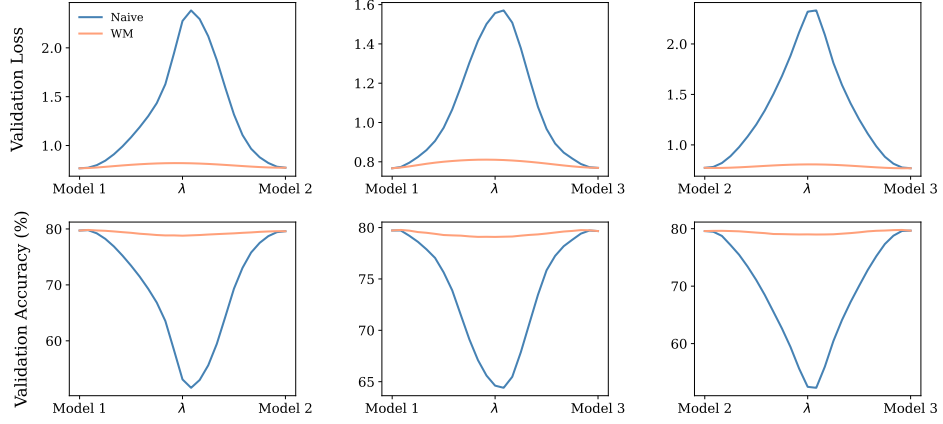 Validation Loss
2.0
1.5
1.0
Naive
WM
Model 1 λ Model 2
1.6
1.4
1.2
1.0
0.8
Model 1 λ Model 3
2.0
1.5
1.0
Model 2 λ Model 3
Validation Accuracy (%)
80
70
60
Model 1 λ Model 2
80
75
70
65
Model 1 λ Model 3
80
70
60
Model 2 λ Model 3